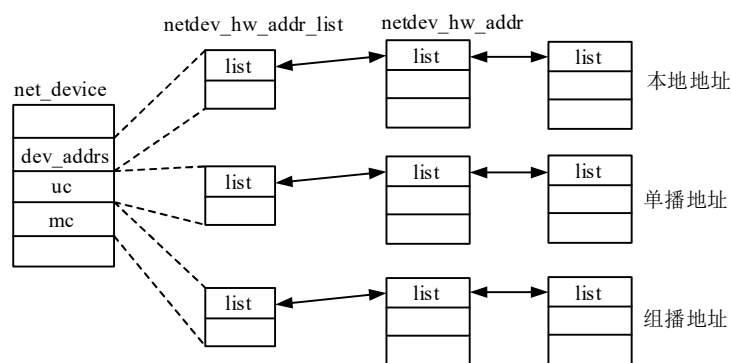 netdev_hw_addr_list
netdev_hw_addr
list
list
list
本地地址
net_device
dev_addrs
uc
mc
list
list
list
单播地址
list
list
list
组播地址